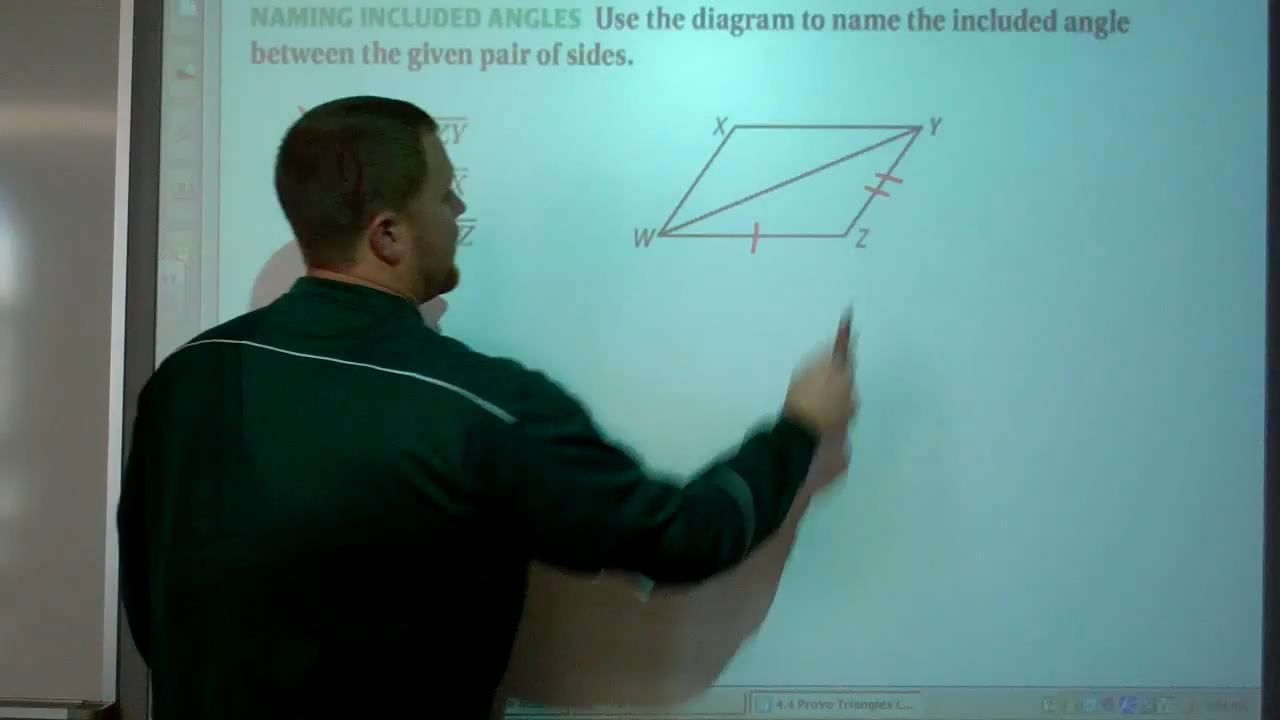 NAMING INCLUDED ANGLES Use the diagram to name the included angle
between the given pair of sides.
ZY
X
Z
X Y
W Z
4.4 Prove Triangles C...